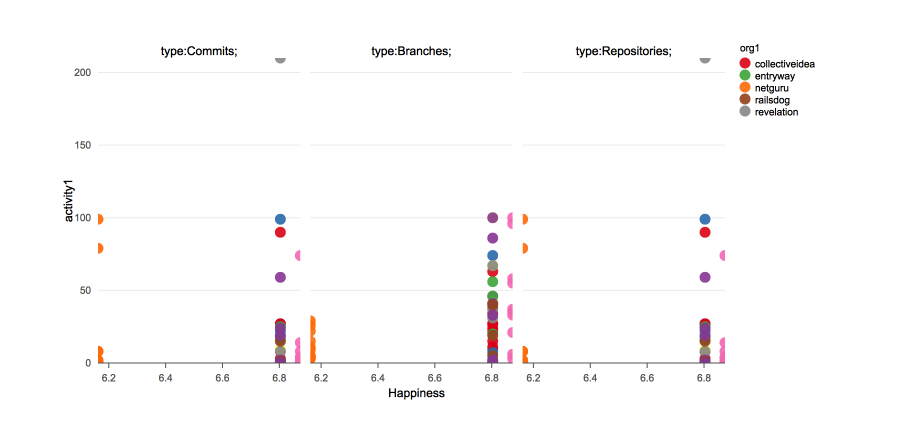 type:Commits; type:Branches; type:Repositories;
org1
collectiveidea
entryway
netguru
railsdog
revelation
200
150
100
50
0
activity1
6.2 6.4 6.6 6.8 6.2 6.4 6.6 6.8 6.2 6.4 6.6 6.8
Happiness